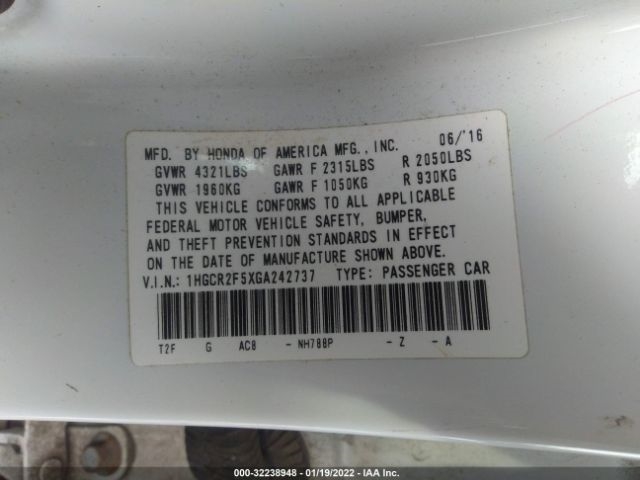 MFD. BY HONDA OF AMERICA MFG., INC. 06/'16
GVWR 4321LBS GAWR F 2315LBS R 2050LBS
GVWR 1960KG GAWR F 1050KG R 930KG
THIS VEHICLE CONFORMS TO ALL APPLICABLE
FEDERAL MOTOR VEHICLE SAFETY, BUMPER,
AND THEFT PREVENTION STANDARDS IN EFFECT
ON THE DATE OF MANUFACTURE SHOWN ABOVE.
V.I.N.: 1HGCR2F5XGA242737 TYPE: PASSENGER CAR
T2F G AC8 - NH788P - Z - A
000-32238948 - 01/19/2022 - IAA Inc.